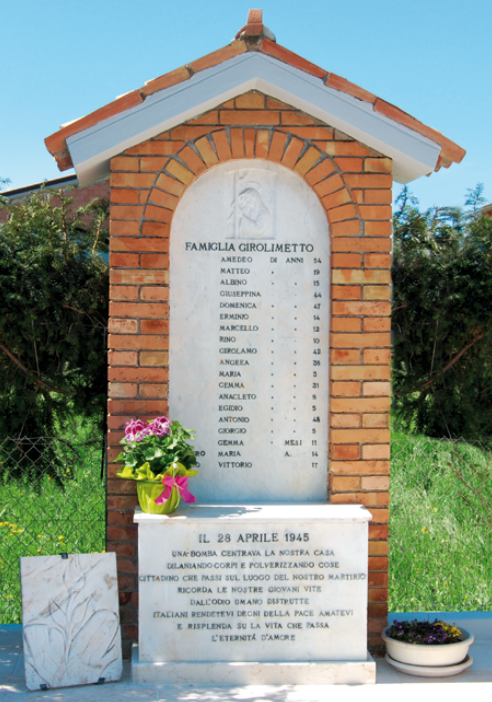 FAMIGLIA GIROLIMETTO
AMEDEO DI ANNI 54
MATTEO " " 19
ALBINO " " 15
GIUSEPPINA " " 44
DOMENICA " " 47
ERMINIO " " 14
MARCELLO " " 12
RINO " " 10
GIROLAMO " " 42
ANGELA " " 38
MARIA " " 3
GEMMA " " 21
ANACLETO " " 8
EGIDIO " " 5
ANTONIO " " 48
GIORGIO " " 5
GEMMA " MESI 11
MARIA A. 14
VITTORIO " 17
IL 28 APRILE 1945
UNA BOMBA CENTRAVA LA NOSTRA CASA
DILANIANDO CORPI E POLVERIZZANDO COSE
CITTADINO CHE PASSI SUL LUOGO DEL NOSTRO MARTIRIO
RICORDA LE NOSTRE GIOVANI VITE
DALL'ODIO UMANO DISTRUTTE
ITALIANI RENDETEVI DEGNI DELLA PACE AMATEVI
E RISPLENDA SU LA VITA CHE PASSA
L'ETERNITÁ D'AMORE